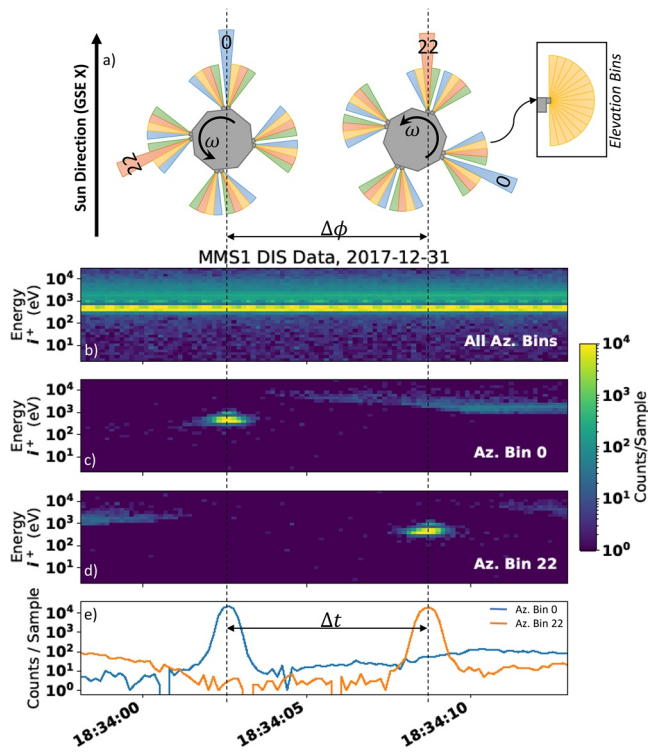 a)
Sun Direction (GSE X)
0
22
ω
22
ω
0
Elevation Bins
Δϕ
MMS1 DIS Data, 2017-12-31
Energy
i⁺ (eV)
10⁴
10³
10²
10¹
b)
All Az. Bins
Energy
i⁺ (eV)
10⁴
10³
10²
10¹
c)
Az. Bin 0
Energy
i⁺ (eV)
10⁴
10³
10²
10¹
d)
Az. Bin 22
10⁴
10³
10²
10¹
10⁰
Counts/Sample
Counts / Sample
10⁴
10³
10²
10¹
10⁰
e)
Δt
Az. Bin 0
Az. Bin 22
18:34:00
18:34:05
18:34:10